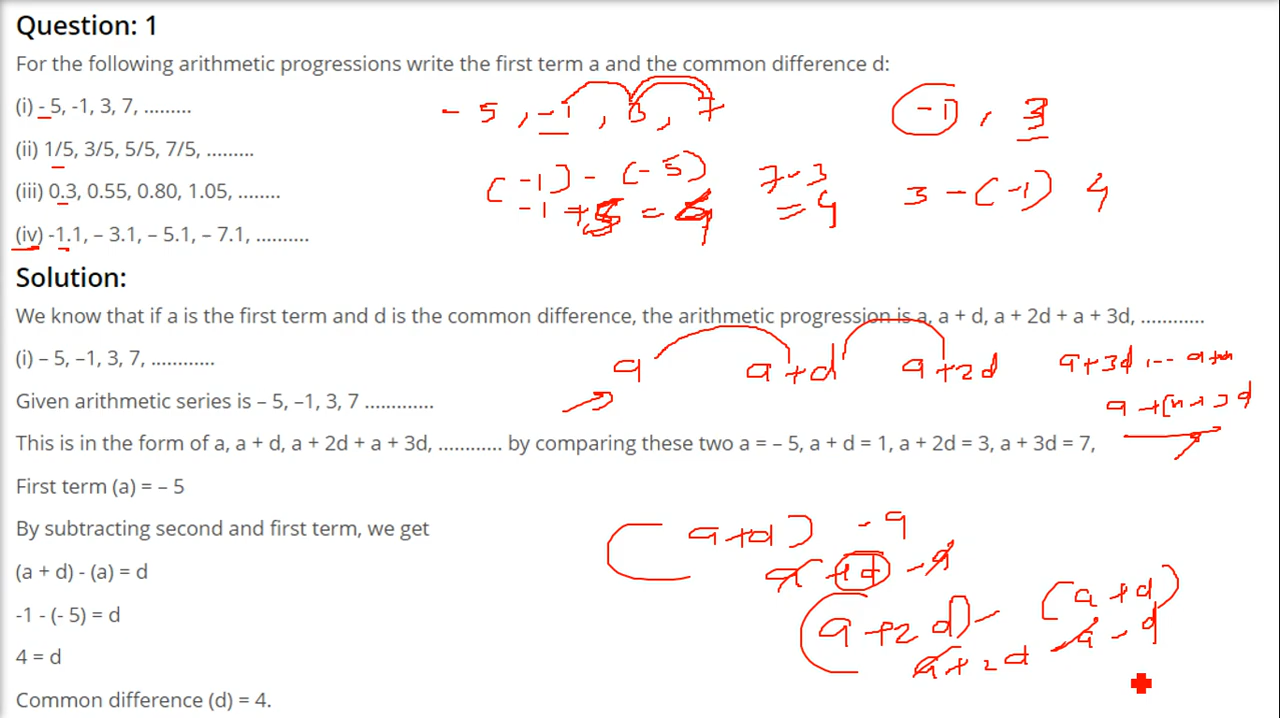 Question: 1
For the following arithmetic progressions write the first term a and the common difference d:
(i) - 5, -1, 3, 7, .........
-5, -1, 3, 7
-1, 3
(ii) 1/5, 3/5, 5/5, 7/5, .........
(-1) - (-5)
7-3
3 - (-1) 4
(iii) 0.3, 0.55, 0.80, 1.05, ........
-1 + 5 = 4
= 4
(iv) -1.1, – 3.1, – 5.1, – 7.1, ..........
Solution:
We know that if a is the first term and d is the common difference, the arithmetic progression is a, a + d, a + 2d + a + 3d, ............
(i) – 5, –1, 3, 7, ............
a a+d a+2d a+3d
Given arithmetic series is – 5, –1, 3, 7 .............
This is in the form of a, a + d, a + 2d + a + 3d, ............ by comparing these two a = – 5, a + d = 1, a + 2d = 3, a + 3d = 7,
First term (a) = – 5
By subtracting second and first term, we get
(a+d) - a
(a + d) - (a) = d
a + d - a
-1 - (- 5) = d
(a+2d) - (a+d)
4 = d
a+2d - a - d
Common difference (d) = 4.